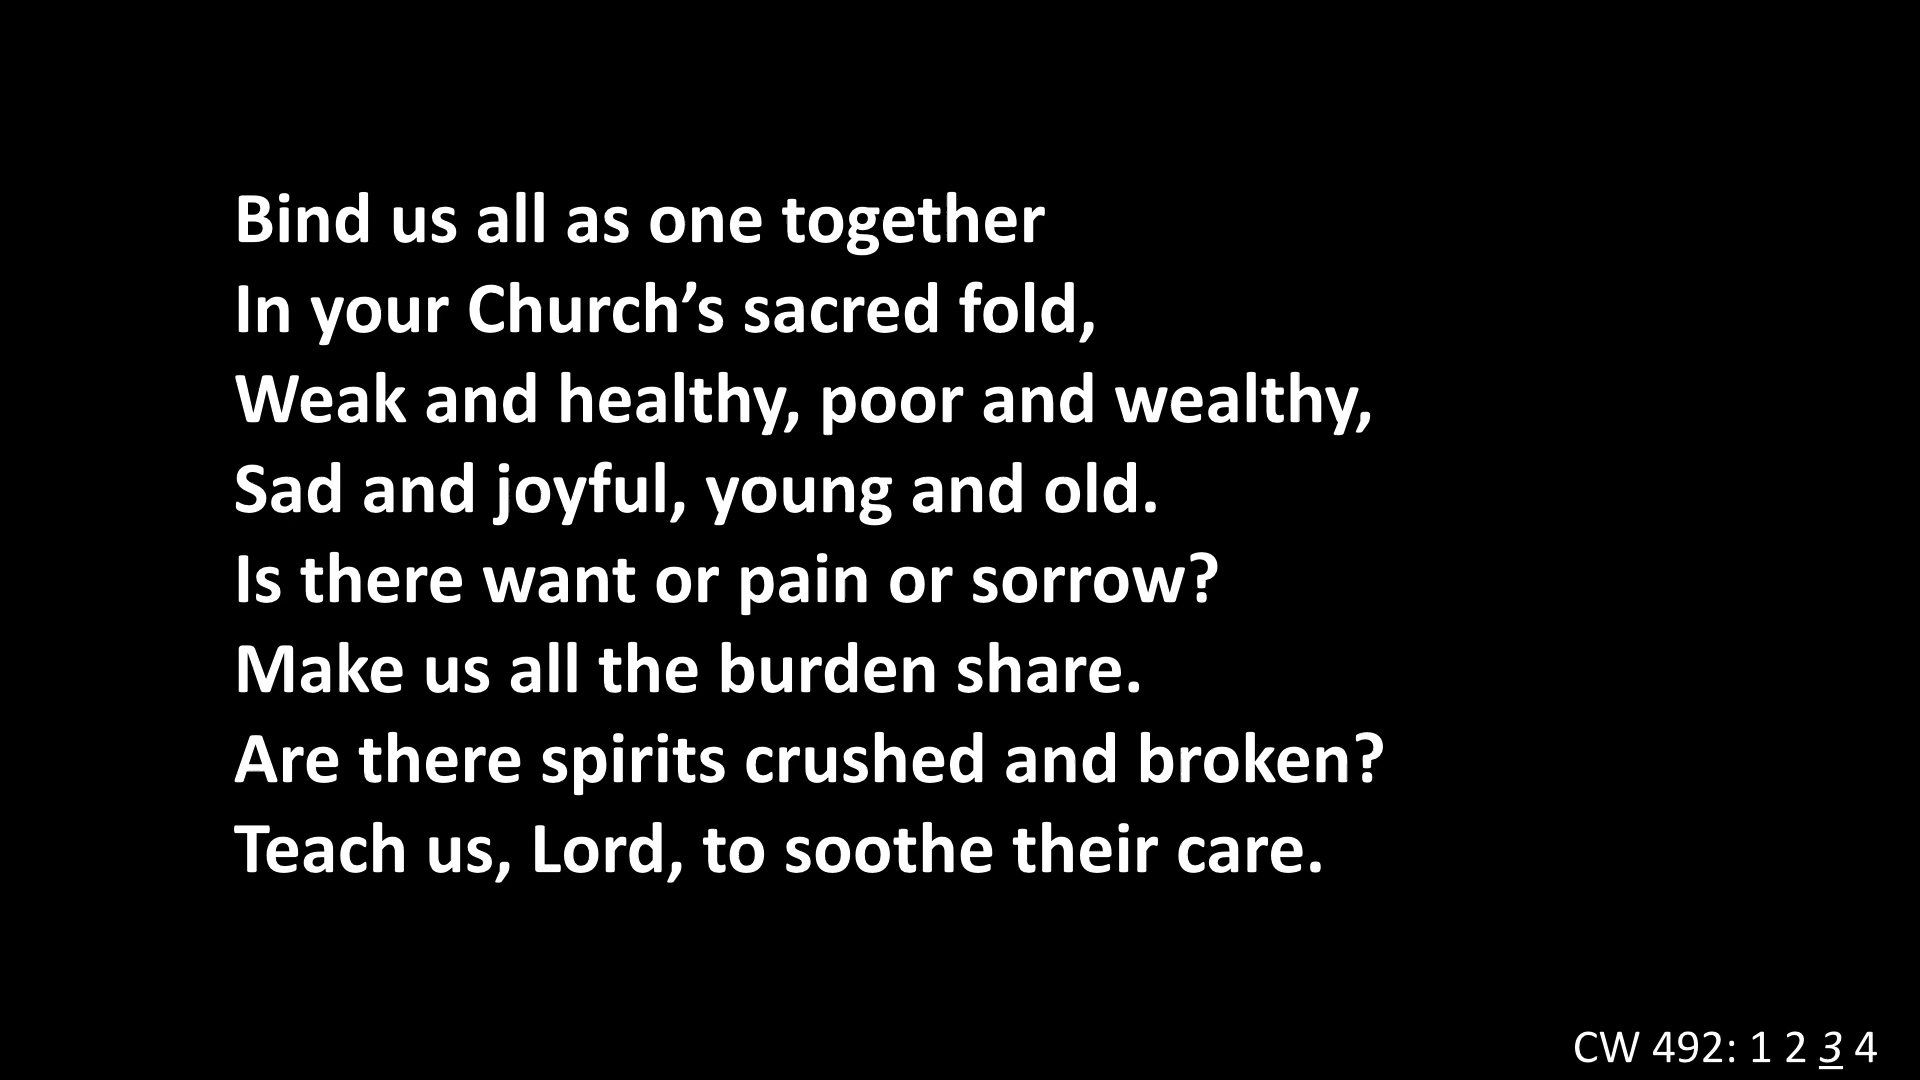 Bind us all as one together
In your Church’s sacred fold,
Weak and healthy, poor and wealthy,
Sad and joyful, young and old.
Is there want or pain or sorrow?
Make us all the burden share.
Are there spirits crushed and broken?
Teach us, Lord, to soothe their care.
CW 492: 1 2 3 4